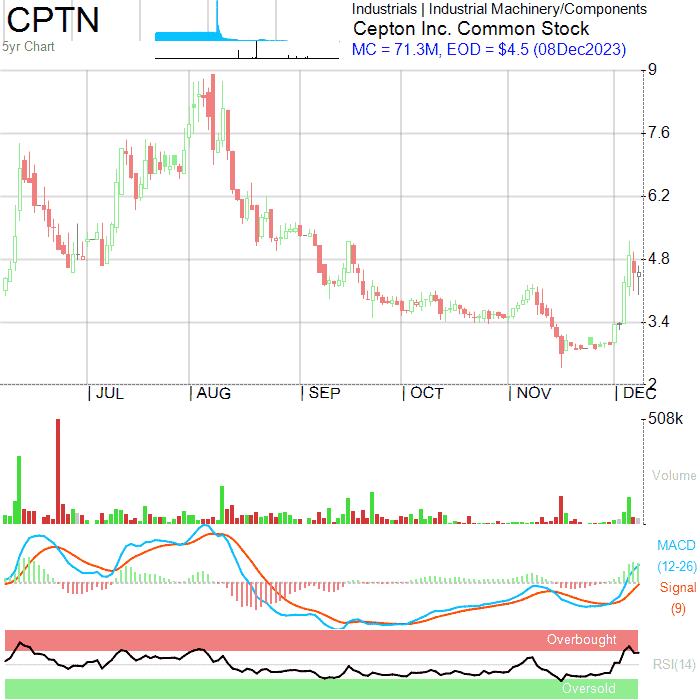 CPTN
5yr Chart
Industrials | Industrial Machinery/Components
Cepton Inc. Common Stock
MC = 71.3M, EOD = $4.5 (08Dec2023)
9
7.6
6.2
4.8
3.4
2
JUL
AUG
SEP
OCT
NOV
DEC
508k
Volume
MACD
(12-26)
Signal
(9)
Overbought
RSI(14)
Oversold